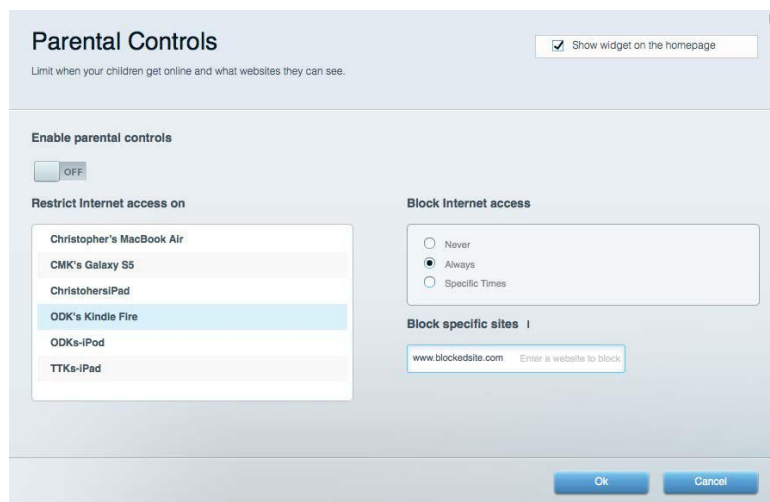 Parental Controls
Show widget on the homepage
Limit when your children get online and what websites they can see.
Enable parental controls
OFF
Restrict Internet access on
Christopher's MacBook Air
CMK's Galaxy S5
ChristohersiPad
ODK's Kindle Fire
ODKs-iPod
TTKs-iPad
Block Internet access
Never
Always
Specific Times
Block specific sites |
www.blockedsite.com Enter a website to block
Ok Cancel